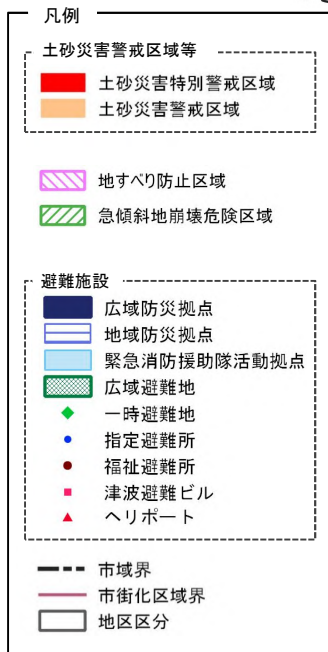 凡例
土砂災害警戒区域等
土砂災害特別警戒区域
土砂災害警戒区域
地すべり防止区域
急傾斜地崩壊危険区域
避難施設
広域防災拠点
地域防災拠点
緊急消防援助隊活動拠点
広域避難地
一時避難地
指定避難所
福祉避難所
津波避難ビル
ヘリポート
市域界
市街化区域界
地区区分